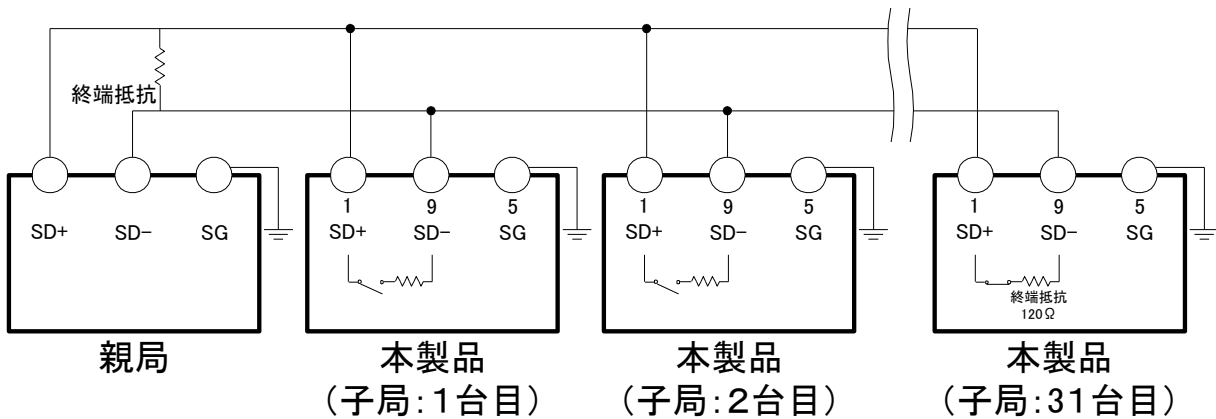 終端抵抗
SD+ SD- SG
1 9 5
SD+ SD- SG
1 9 5
SD+ SD- SG
1 9 5
SD+ SD- SG
終端抵抗
120Ω
親局
本製品
(子局:1台目)
本製品
(子局:2台目)
本製品
(子局:31台目)